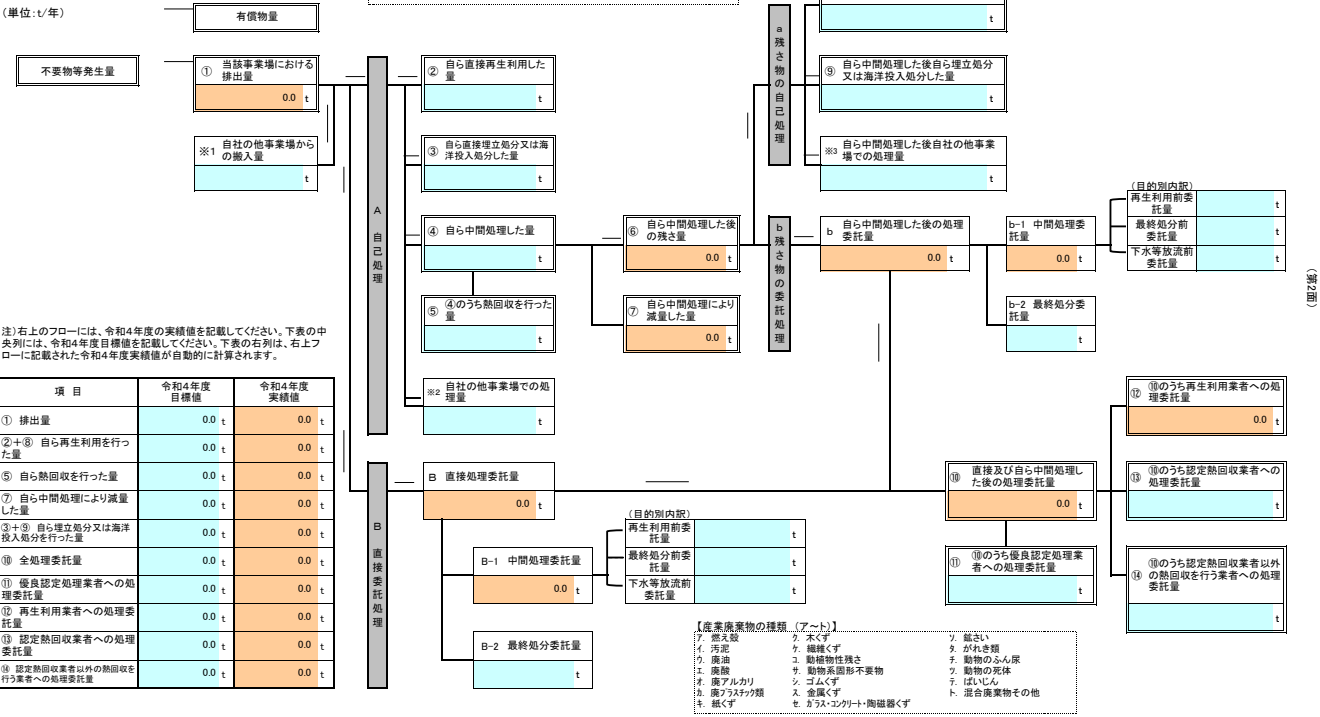 (単位:t/年)
有償物量
不要物等発生量
① 当該事業場における
排出量
0.0 t
※1 自社の他事業場から
の搬入量
t
A 自己処理
② 自ら直接再生利用した
量
t
③ 自ら直接埋立処分又は海
洋投入処分した量
t
④ 自ら中間処理した量
t
⑤ ④のうち熱回収を行った
量
t
※2 自社の他事業場での処
理量
t
⑥ 自ら中間処理した後
の残さ量
0.0 t
⑦ 自ら中間処理により
減量した量
0.0 t
a 残さ物の自己処理
t
⑨ 自ら中間処理した後自ら埋立処分
又は海洋投入処分した量
t
※3 自ら中間処理した後自社の他事業
場での処理量
t
b 残さ物の委託処理
b 自ら中間処理した後の処理
委託量
0.0 t
b-1 中間処理委
託量
0.0 t
b-2 最終処分委
託量
t
(目的別内訳)
再生利用前委
託量
t
最終処分前
委託量
t
下水等放流前
委託量
t
(第2面)
注)右上のフローには、令和4年度の実績値を記載してください。下表の中
央列には、令和4年度目標値を記載してください。下表の右列は、右上フ
ローに記載された令和4年度実績値が自動的に計算されます。
項 目 令和4年度
目標値 令和4年度
実績値
① 排出量 0.0 t 0.0 t
②+⑧ 自ら再生利用を行っ
た量 0.0 t 0.0 t
⑤ 自ら熱回収を行った量 0.0 t 0.0 t
⑦ 自ら中間処理により減量
した量 0.0 t 0.0 t
③+⑨ 自ら埋立処分又は海洋
投入処分を行った量 0.0 t 0.0 t
⑩ 全処理委託量 0.0 t 0.0 t
⑪ 優良認定処理業者への処
理委託量 0.0 t 0.0 t
⑫ 再生利用業者への処理委
託量 0.0 t 0.0 t
⑬ 認定熱回収業者への処理
委託量 0.0 t 0.0 t
⑭ 認定熱回収業者以外の熱回収を
行う業者への処理委託量 0.0 t 0.0 t
B 直接委託処理
B 直接処理委託量
0.0 t
B-1 中間処理委託量
0.0 t
B-2 最終処分委託量
t
(目的別内訳)
再生利用前委
託量
t
最終処分前委
託量
t
下水等放流前
委託量
t
⑩ 直接及び自ら中間処理し
た後の処理委託量
0.0 t
⑪ ⑩のうち優良認定処理業
者への処理委託量
t
⑫ ⑩のうち再生利用業者への処
理委託量
0.0 t
⑬ ⑩のうち認定熱回収業者への
処理委託量
t
⑭ ⑩のうち認定熱回収業者以外
の熱回収を行う業者への処理
委託量
t
【産業廃棄物の種類 (ア~ト)】
ア. 燃え殻 ク. 木くず ソ. 鉱さい
イ. 汚泥 ケ. 繊維くず タ. がれき類
ウ. 廃油 コ. 動植物性残さ チ. 動物のふん尿
エ. 廃酸 サ. 動物系固形不要物 ツ. 動物の死体
オ. 廃アルカリ シ. ゴムくず テ. ばいじん
カ. 廃プラスチック類 ス. 金属くず ト. 混合廃棄物その他
キ. 紙くず セ. ガラス・コンクリート・陶磁器くず